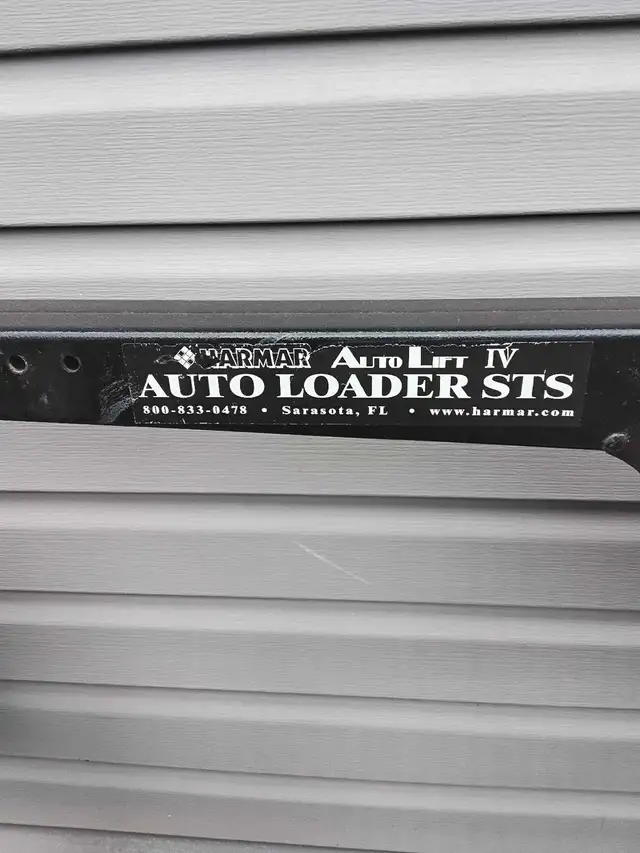 HARMAR AUTO LIFT IV
AUTO LOADER STS
800-833-0478 • Sarasota, FL • www.harmar.com